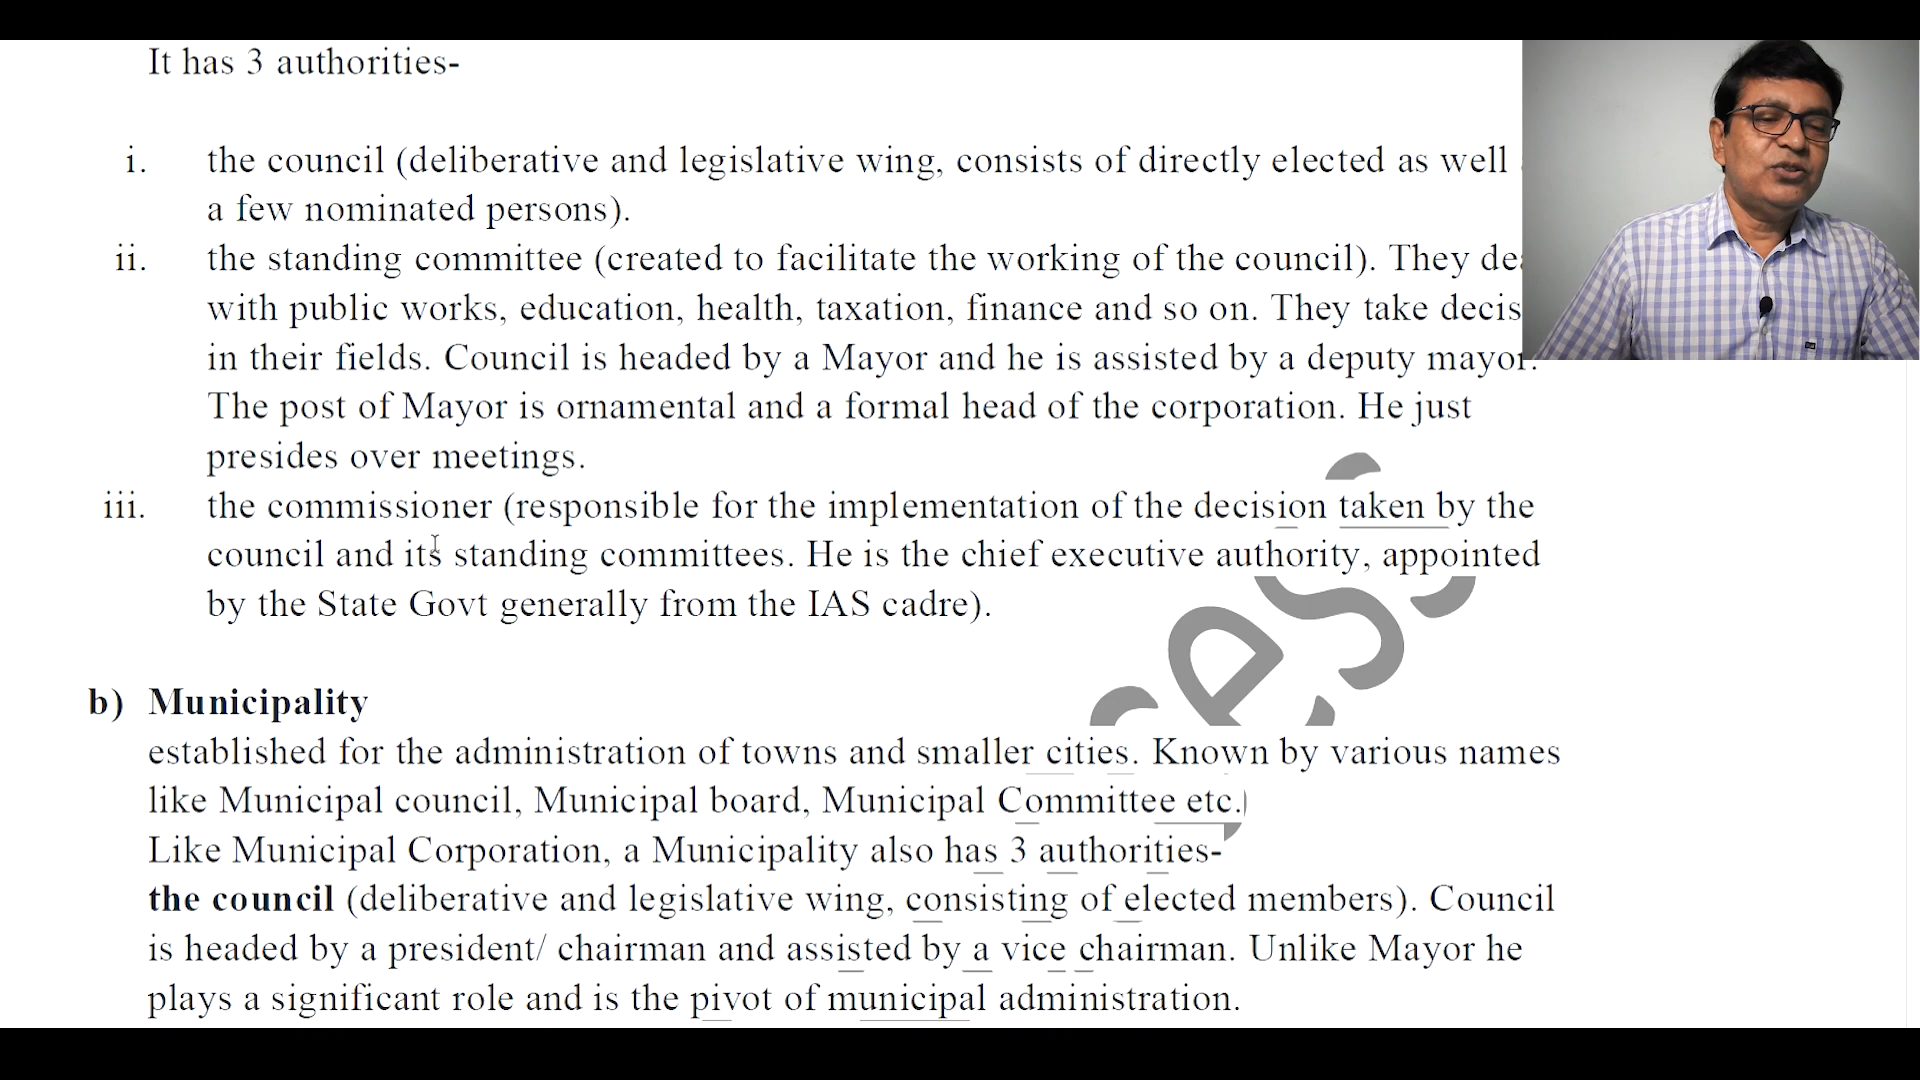 It has 3 authorities-
i. the council (deliberative and legislative wing, consists of directly elected as well
a few nominated persons).
ii. the standing committee (created to facilitate the working of the council). They
with public works, education, health, taxation, finance and so on. They take
in their fields. Council is headed by a Mayor and he is assisted by a deputy mayor.
The post of Mayor is ornamental and a formal head of the corporation. He just
presides over meetings.
iii. the commissioner (responsible for the implementation of the decision taken by the
council and its standing committees. He is the chief executive authority, appointed
by the State Govt generally from the IAS cadre).
b) Municipality
established for the administration of towns and smaller cities. Known by various names
like Municipal council, Municipal board, Municipal Committee etc.)
Like Municipal Corporation, a Municipality also has 3 authorities-
the council (deliberative and legislative wing, consisting of elected members). Council
is headed by a president/ chairman and assisted by a vice chairman. Unlike Mayor he
plays a significant role and is the pivot of municipal administration.